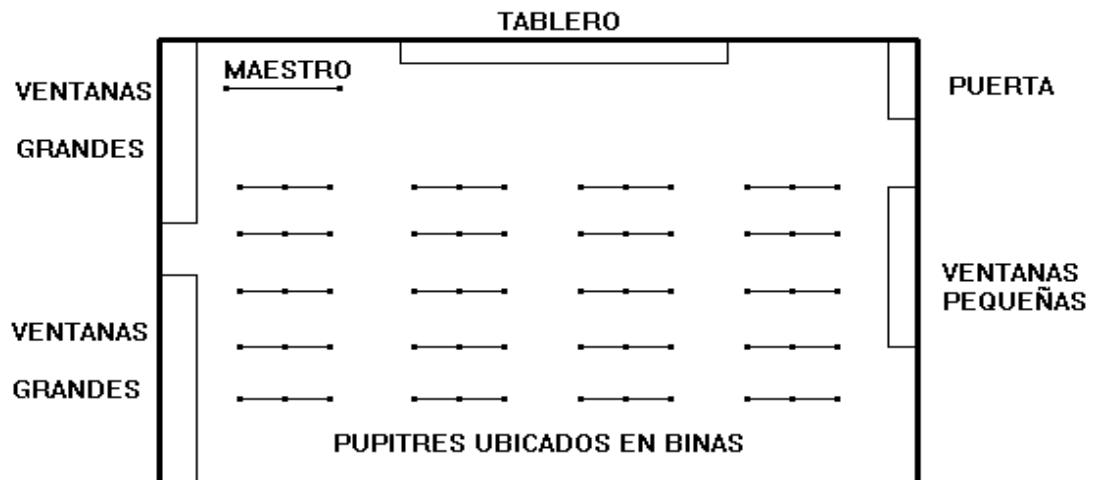 TABLERO
MAESTRO
VENTANAS
GRANDES
PUERTA
VENTANAS
PEQUEÑAS
VENTANAS
GRANDES
PUPITRES UBICADOS EN BINAS